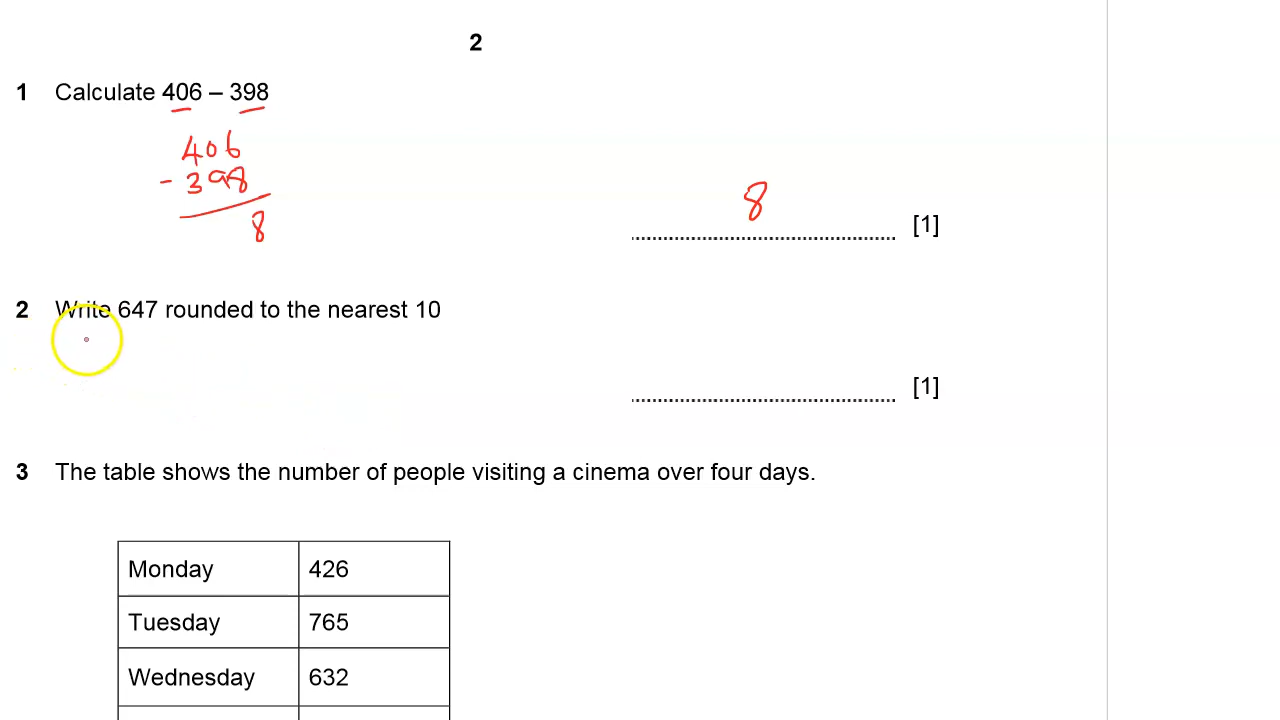 2
1 Calculate 406 – 398
406
- 398
8
8
[1]
2 Write 647 rounded to the nearest 10
[1]
3 The table shows the number of people visiting a cinema over four days.
Monday 426
Tuesday 765
Wednesday 632